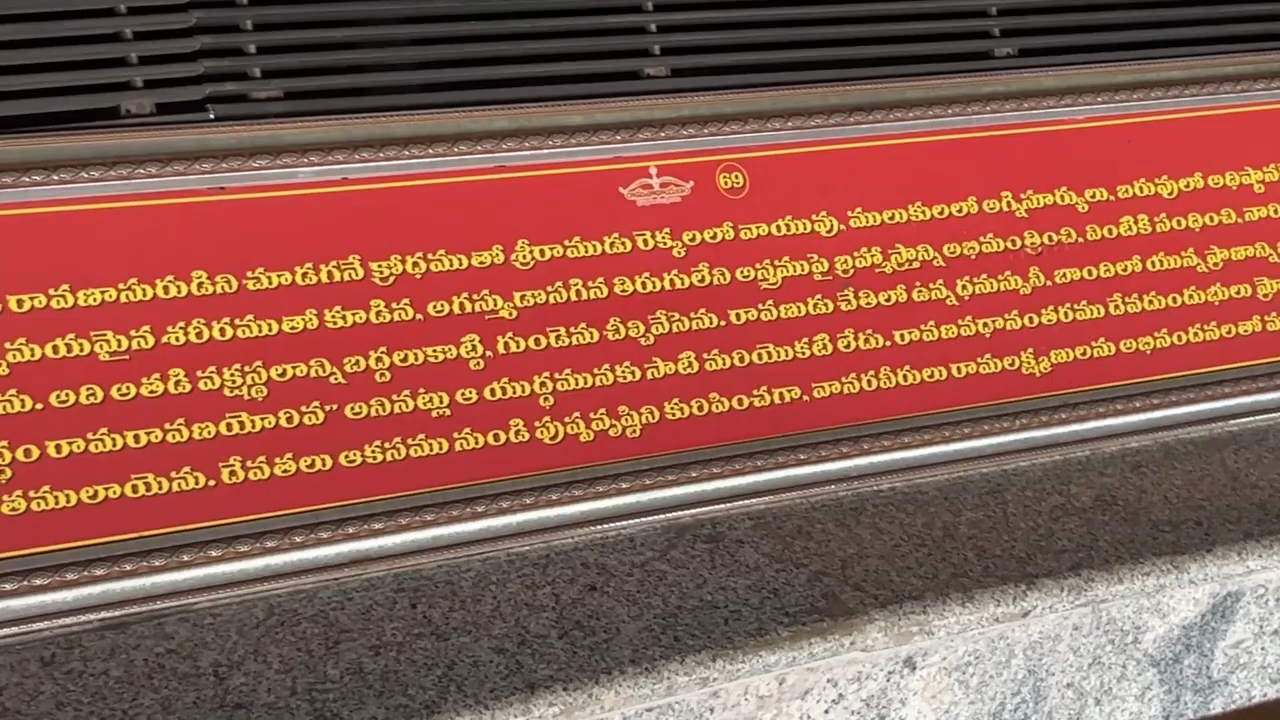 69
రావణాసురుడిని చూడగనే క్రోధముతో శ్రీరాముడు రెక్కలలో వాయువు, ములుకులలో అగ్నిసూర్యులు, బరువులో
మయమైన శరీరముతో కూడిన, అగస్త్యుడొసగిన తిరుగులేని అస్త్రముపై బ్రహ్మాస్త్రాన్ని అభిమంత్రించి, వింటికి సంధించి,
ను. అది అతడి వక్షస్థలాన్ని బద్దలుకొట్టి, గుండెను చీల్చివేసెను. రావణుడు చేతిలో ఉన్న ధనుస్సునీ, బొందిలో యున్న ప్రాణాన్ని
రామరావణయోరివ" అనినట్లు ఆ యుద్ధమునకు సాటి మరియొకటి లేదు. రావణవధానంతరము దేవదుందుభులు
తములాయెను. దేవతలు ఆకసము నుండి పుష్పవృష్టిని కురిపించగా, వానరవీరులు రామలక్ష్మణులను అభినందనలతో